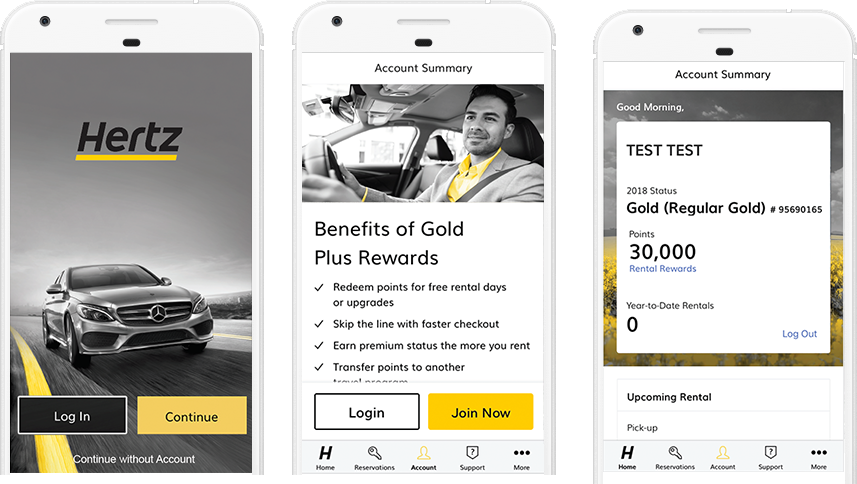 Hertz
Log In
Continue
Continue without Account
Account Summary
Benefits of Gold
Plus Rewards
Redeem points for free rental days
or upgrades
Skip the line with faster checkout
Earn premium status the more you rent
Transfer points to another
travel program
Login
Join Now
H
Home
Reservations
Account
?
Support
More
Account Summary
Good Morning,
TEST TEST
2018 Status
Gold (Regular Gold) # 95690165
Points
30,000
Rental Rewards
Year-to-Date Rentals
0
Log Out
Upcoming Rental
Pick-up
H
Home
Reservations
Account
?
Support
More